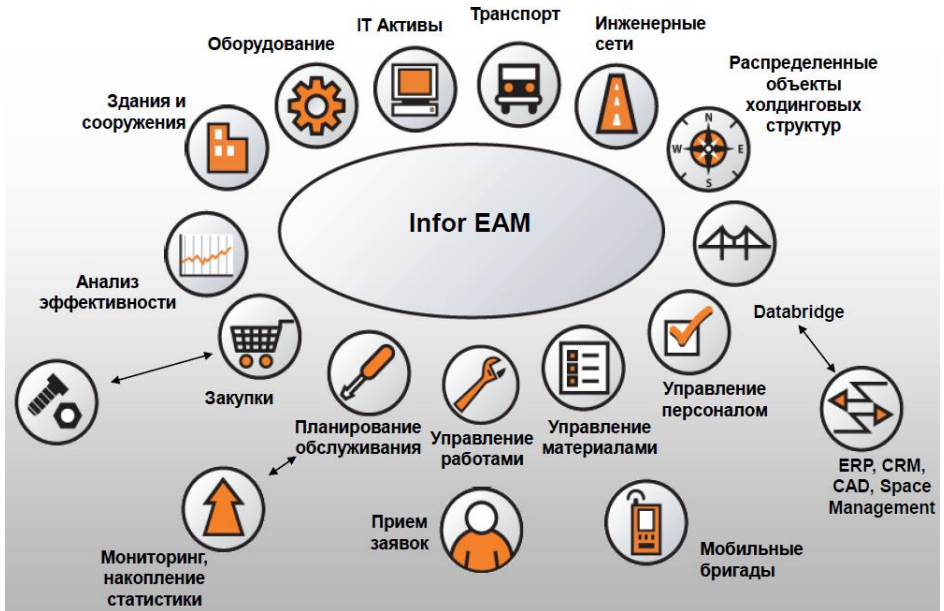 IT Активы
Транспорт
Инженерные
сети
Оборудование
Распределенные
объекты
холдинговых
структур
Здания и
сооружения
N
W
E
S
Infor EAM
Анализ
эффективности
Databridge
Закупки
Планирование
обслуживания
Управление
работами
Управление
материалами
Управление
персоналом
ERP, CRM,
CAD, Space
Management
Мониторинг,
накопление
статистики
Прием
заявок
Мобильные
бригады